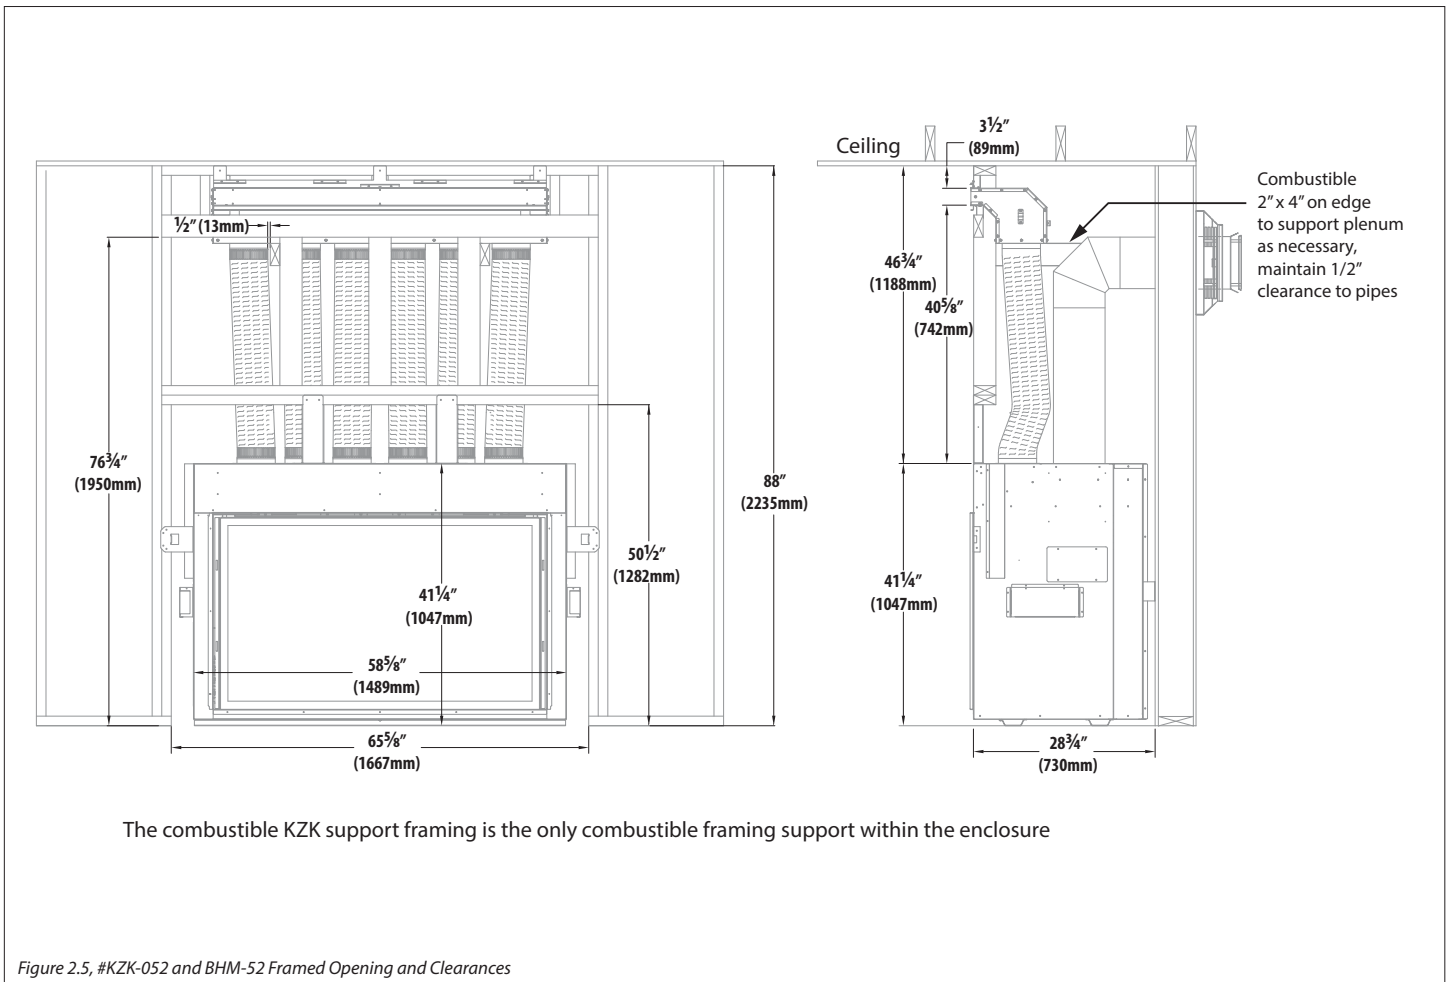 Ceiling
3½"
(89mm)
Combustible
2" x 4" on edge
to support plenum
as necessary,
maintain 1/2"
clearance to pipes
½" (13mm)
46¾"
(1188mm)
40⅝"
(742mm)
76¾"
(1950mm)
88"
(2235mm)
50½"
(1282mm)
41¼"
(1047mm)
41¼"
(1047mm)
58⅝"
(1489mm)
65⅝"
(1667mm)
28¾"
(730mm)
The combustible KZK support framing is the only combustible framing support within the enclosure
Figure 2.5, #KZK-052 and BHM-52 Framed Opening and Clearances